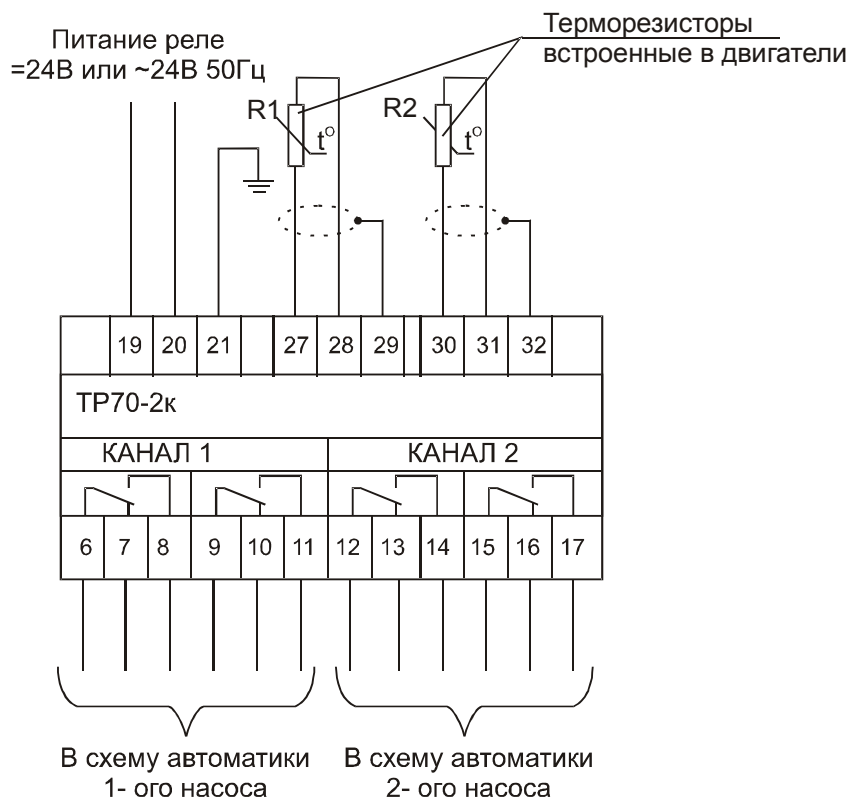 Питание реле
=24В или ~24В 50Гц
Терморезисторы
встроенные в двигатели
R1
R2
t°
t°
19 20 21 27 28 29 30 31 32
ТР70-2к
КАНАЛ 1 КАНАЛ 2
6 7 8 9 10 11 12 13 14 15 16 17
В схему автоматики
1- ого насоса
В схему автоматики
2- ого насоса